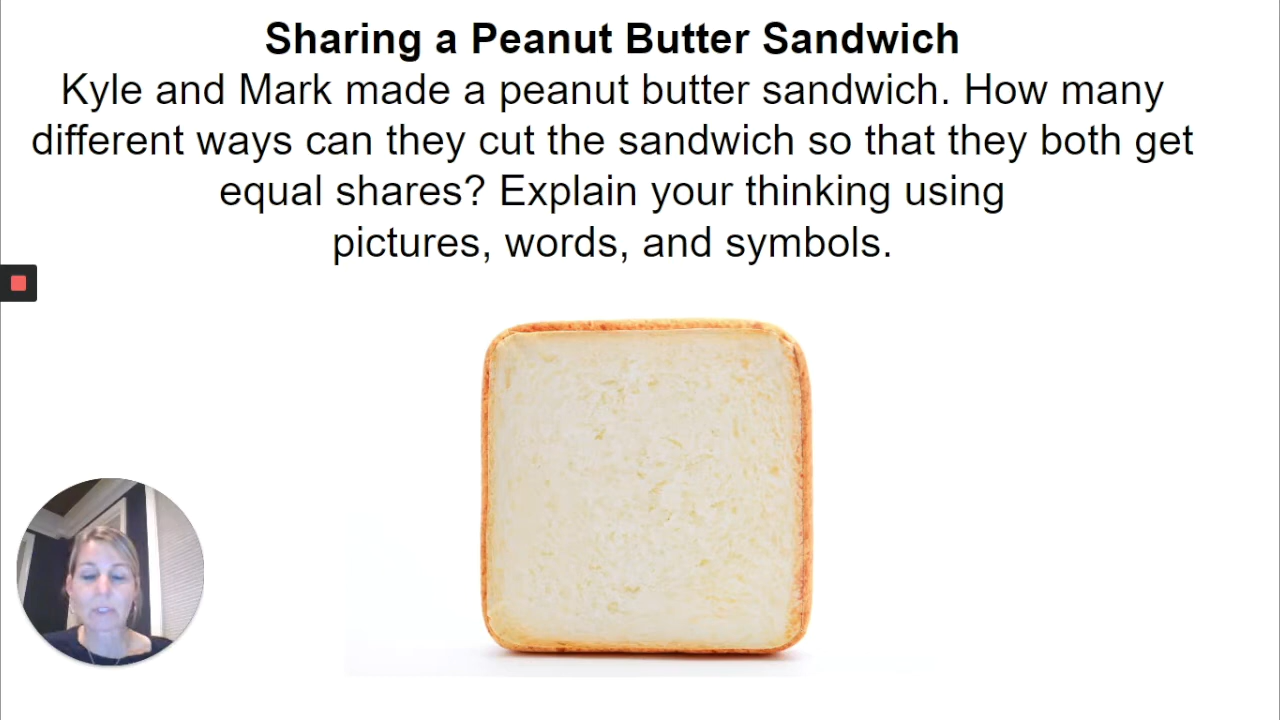 Sharing a Peanut Butter Sandwich
Kyle and Mark made a peanut butter sandwich. How many
different ways can they cut the sandwich so that they both get
equal shares? Explain your thinking using
pictures, words, and symbols.